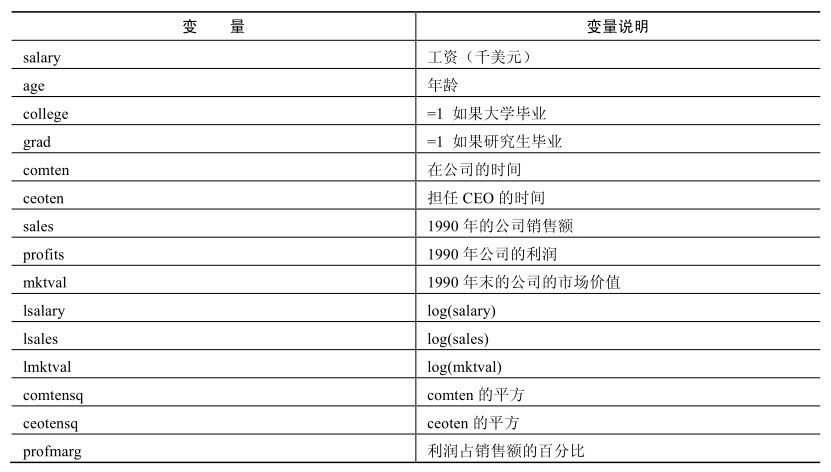 变 量 变量说明
salary 工资（千美元）
age 年龄
college =1 如果大学毕业
grad =1 如果研究生毕业
comten 在公司的时间
ceoten 担任 CEO 的时间
sales 1990 年的公司销售额
profits 1990 年公司的利润
mktval 1990 年末的公司的市场价值
lsalary log(salary)
lsales log(sales)
lmktval log(mktval)
comtensq comten 的平方
ceotensq ceoten 的平方
profmarg 利润占销售额的百分比